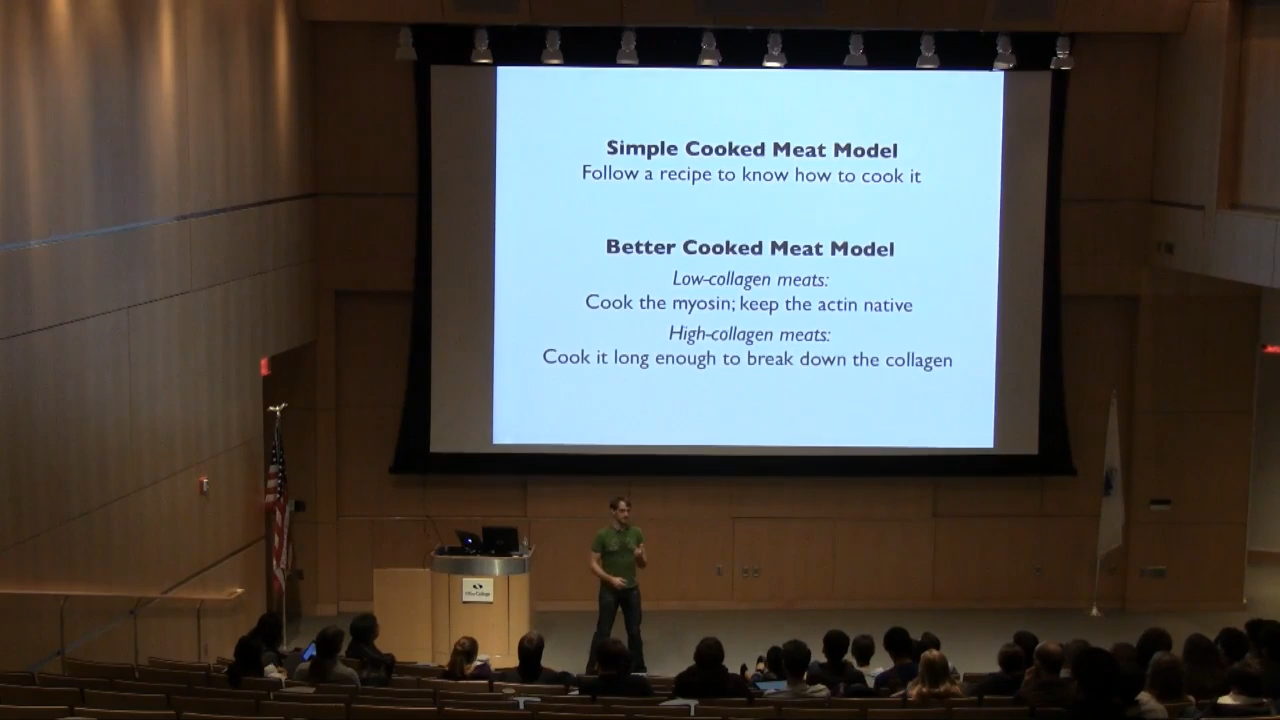 Simple Cooked Meat Model
Follow a recipe to know how to cook it
Better Cooked Meat Model
Low-collagen meats:
Cook the myosin; keep the actin native
High-collagen meats:
Cook it long enough to break down the collagen